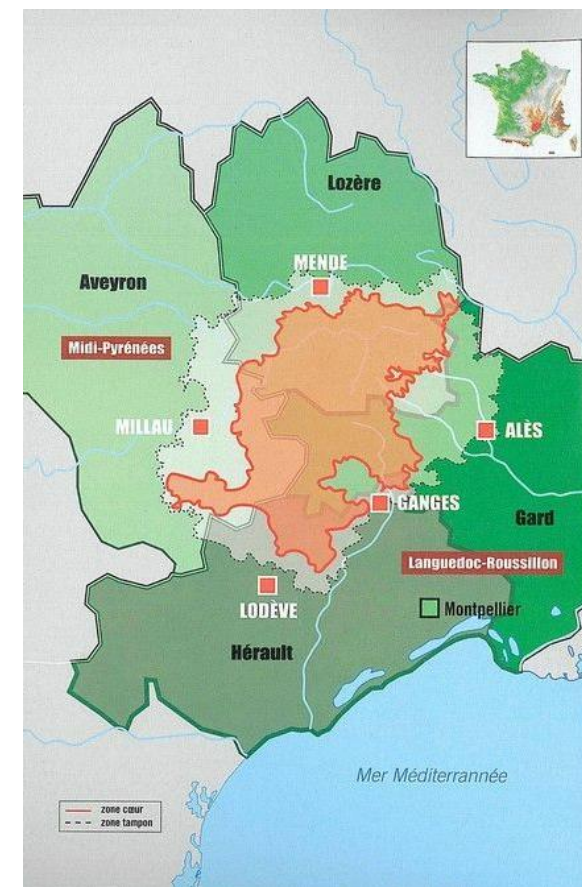 Lozère
MENDE
Aveyron
Midi-Pyrénées
MILLAU
ALÈS
GANGES
Gard
Languedoc-Roussillon
LODÈVE
Montpellier
Hérault
Mer Méditerrannée
zone cœur
zone tampon